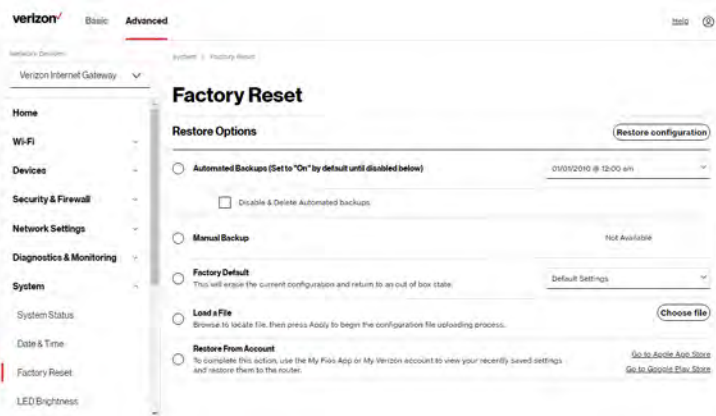 verizon
Basic
Advanced
Help
Network Devices:
Verizon Internet Gateway
System | Factory Reset
Home
Wi-Fi
Devices
Security & Firewall
Network Settings
Diagnostics & Monitoring
System
System Status
Date & Time
Factory Reset
LED Brightness
Factory Reset
Restore Options
Restore configuration
Automated Backups (Set to "On" by default until disabled below)
01/01/2010 @ 12:00 am
Disable & Delete Automated backups
Manual Backup
Not Available
Factory Default
This will erase the current configuration and return to an out of box state.
Default Settings
Load a File
Browse to locate file, then press Apply to begin the configuration file uploading process.
Choose file
Restore From Account
To complete this action, use the My Fios App or My Verizon account to view your recently saved settings
and restore them to the router.
Go to Apple App Store
Go to Google Play Store